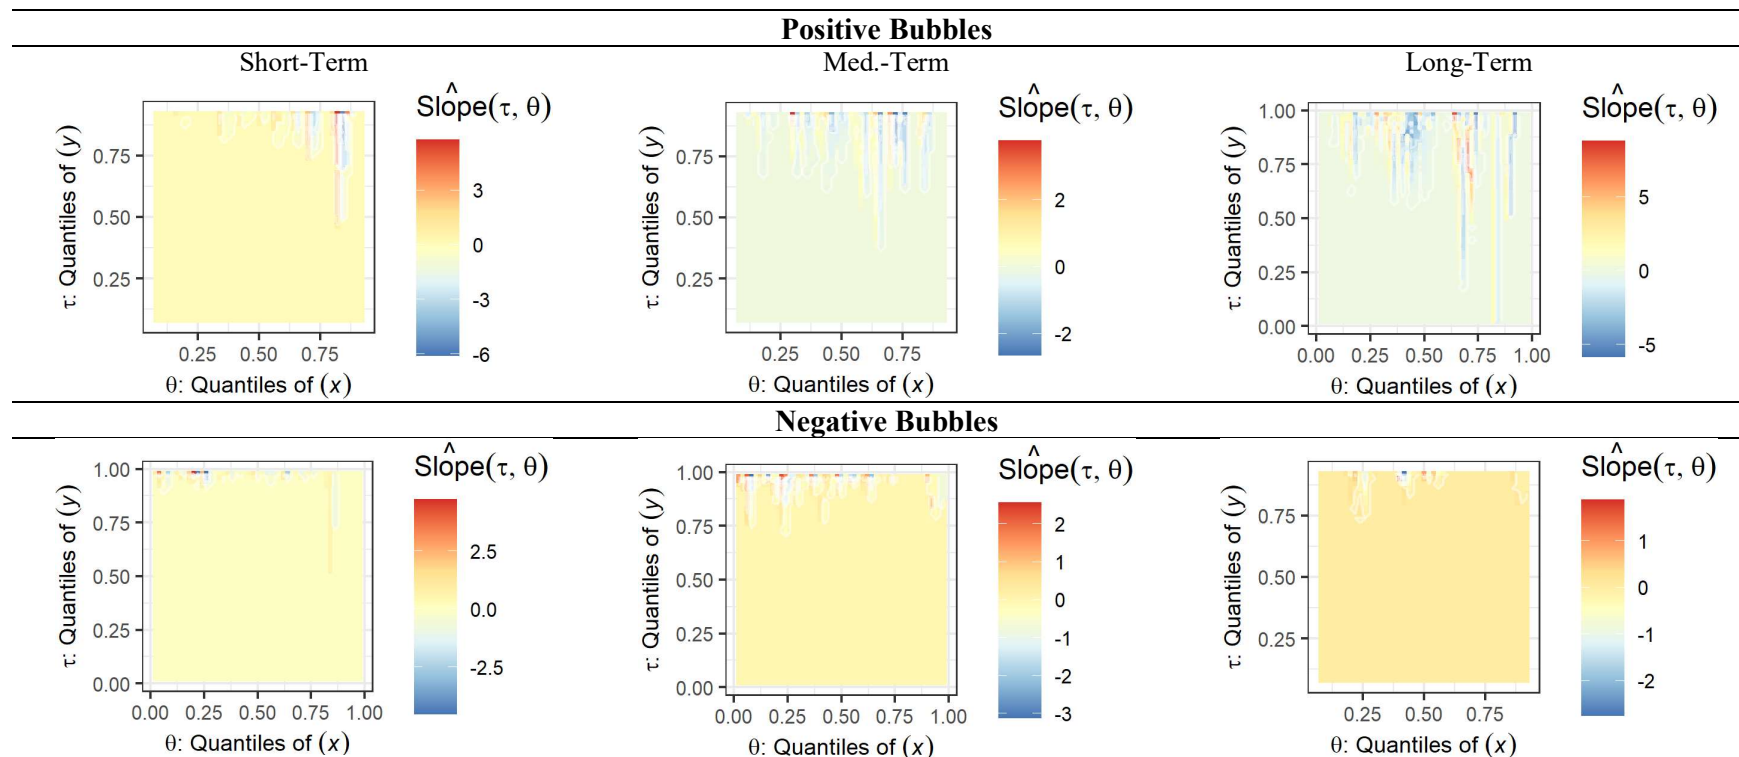 Positive Bubbles
Short-Term Med.-Term Long-Term
^ ^ ^
Slope(τ, θ) Slope(τ, θ) Slope(τ, θ)
τ: Quantiles of (y)
0.75
0.50
0.25
0.25 0.50 0.75
θ: Quantiles of (x)
3
0
-3
-6
τ: Quantiles of (y)
0.75
0.50
0.25
0.25 0.50 0.75
θ: Quantiles of (x)
2
0
-2
τ: Quantiles of (y)
1.00
0.75
0.50
0.25
0.00
0.00 0.25 0.50 0.75 1.00
θ: Quantiles of (x)
5
0
-5
Negative Bubbles
^ ^ ^
Slope(τ, θ) Slope(τ, θ) Slope(τ, θ)
τ: Quantiles of (y)
1.00
0.75
0.50
0.25
0.00
0.00 0.25 0.50 0.75 1.00
θ: Quantiles of (x)
2.5
0.0
-2.5
τ: Quantiles of (y)
1.00
0.75
0.50
0.25
0.00
0.00 0.25 0.50 0.75 1.00
θ: Quantiles of (x)
2
1
0
-1
-2
-3
τ: Quantiles of (y)
0.75
0.50
0.25
0.25 0.50 0.75
θ: Quantiles of (x)
1
0
-1
-2